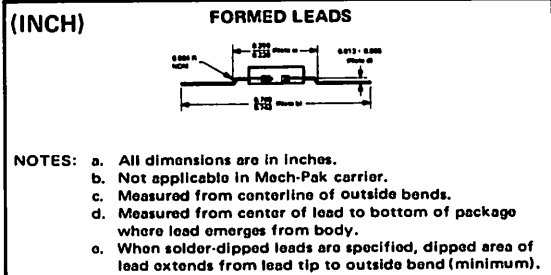 (INCH)
FORMED LEADS
NOM
NOTES: a. All dimensions are in inches.
b. Not applicable in Mech-Pak carrier.
c. Measured from centerline of outside bends.
d. Measured from center of lead to bottom of package
where lead emerges from body.
e. When solder-dipped leads are specified, dipped area of
lead extends from lead tip to outside bend (minimum).